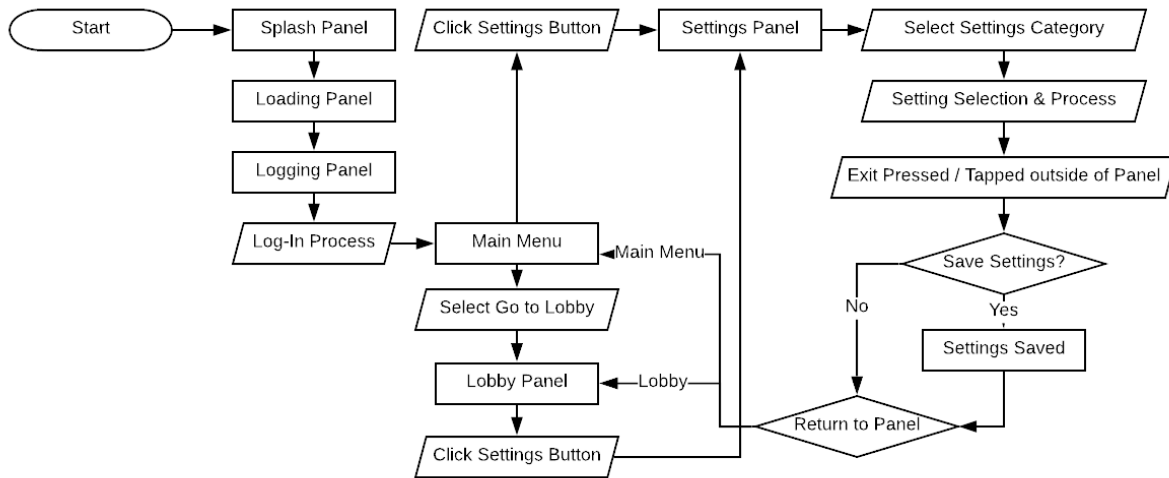 Start
Splash Panel
Click Settings Button
Settings Panel
Select Settings Category
Loading Panel
Setting Selection & Process
Logging Panel
Exit Pressed / Tapped outside of Panel
Log-In Process
Main Menu
Main Menu
Save Settings?
Select Go to Lobby
No
Yes
Settings Saved
Lobby Panel
Lobby
Return to Panel
Click Settings Button